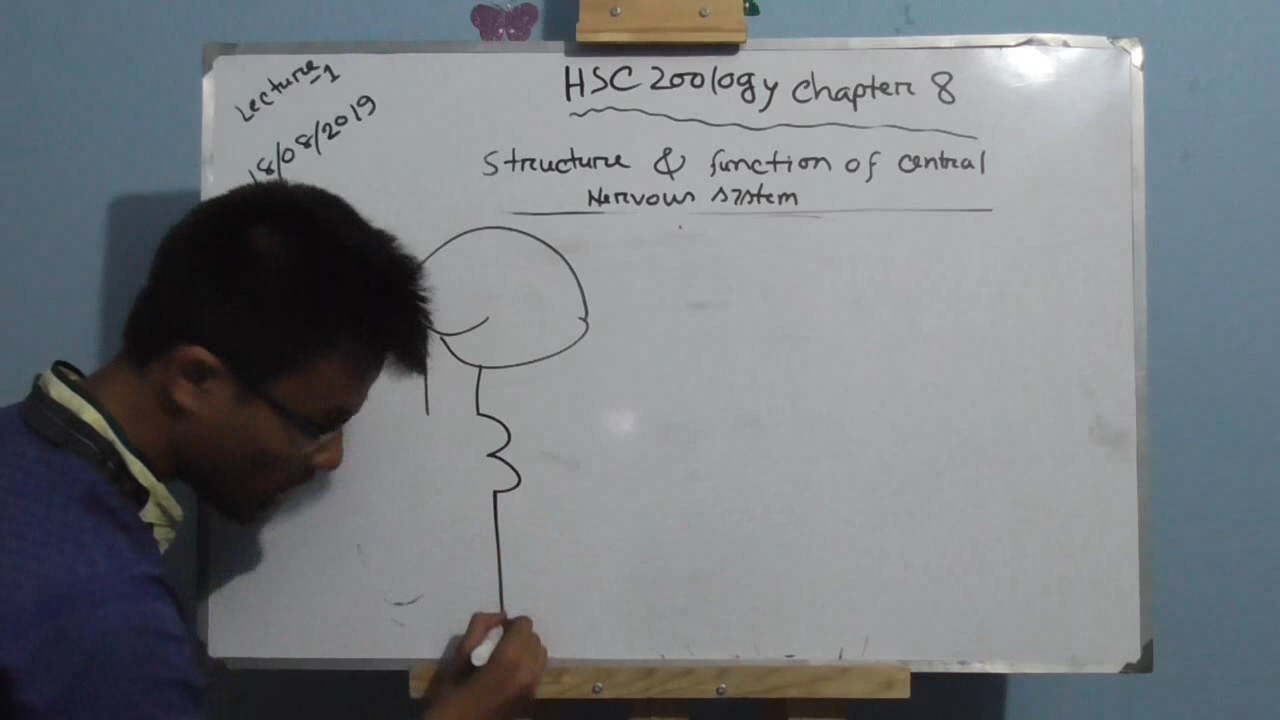 Lecture-1
18/08/2019
HSC Zoology Chapter 8
Structure & function of central
Nervous system